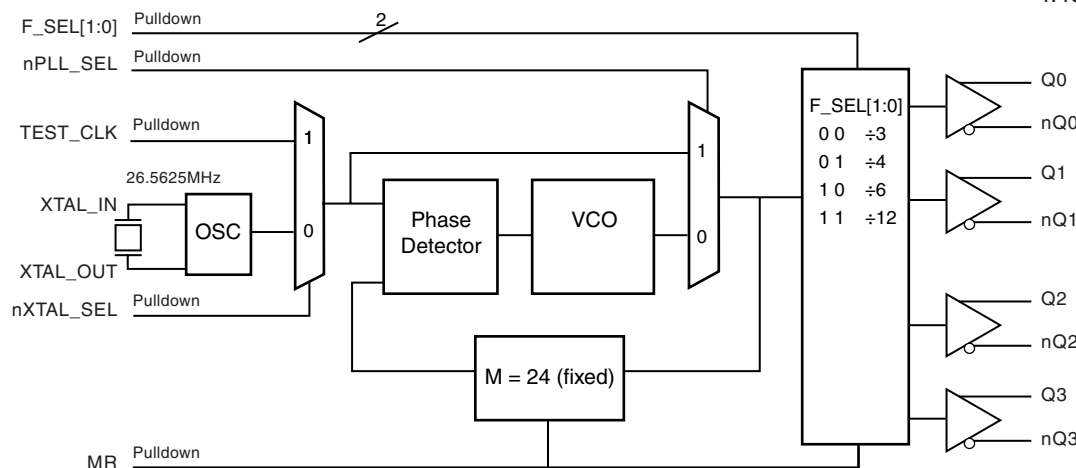 F_SEL[1:0] Pulldown 2
nPLL_SEL Pulldown
TEST_CLK Pulldown
26.5625MHz
XTAL_IN
OSC
XTAL_OUT
nXTAL_SEL Pulldown
1
0
Phase
Detector
VCO
1
0
M = 24 (fixed)
MR Pulldown
F_SEL[1:0]
0 0 ÷3
0 1 ÷4
1 0 ÷6
1 1 ÷12
Q0
nQ0
Q1
nQ1
Q2
nQ2
Q3
nQ3